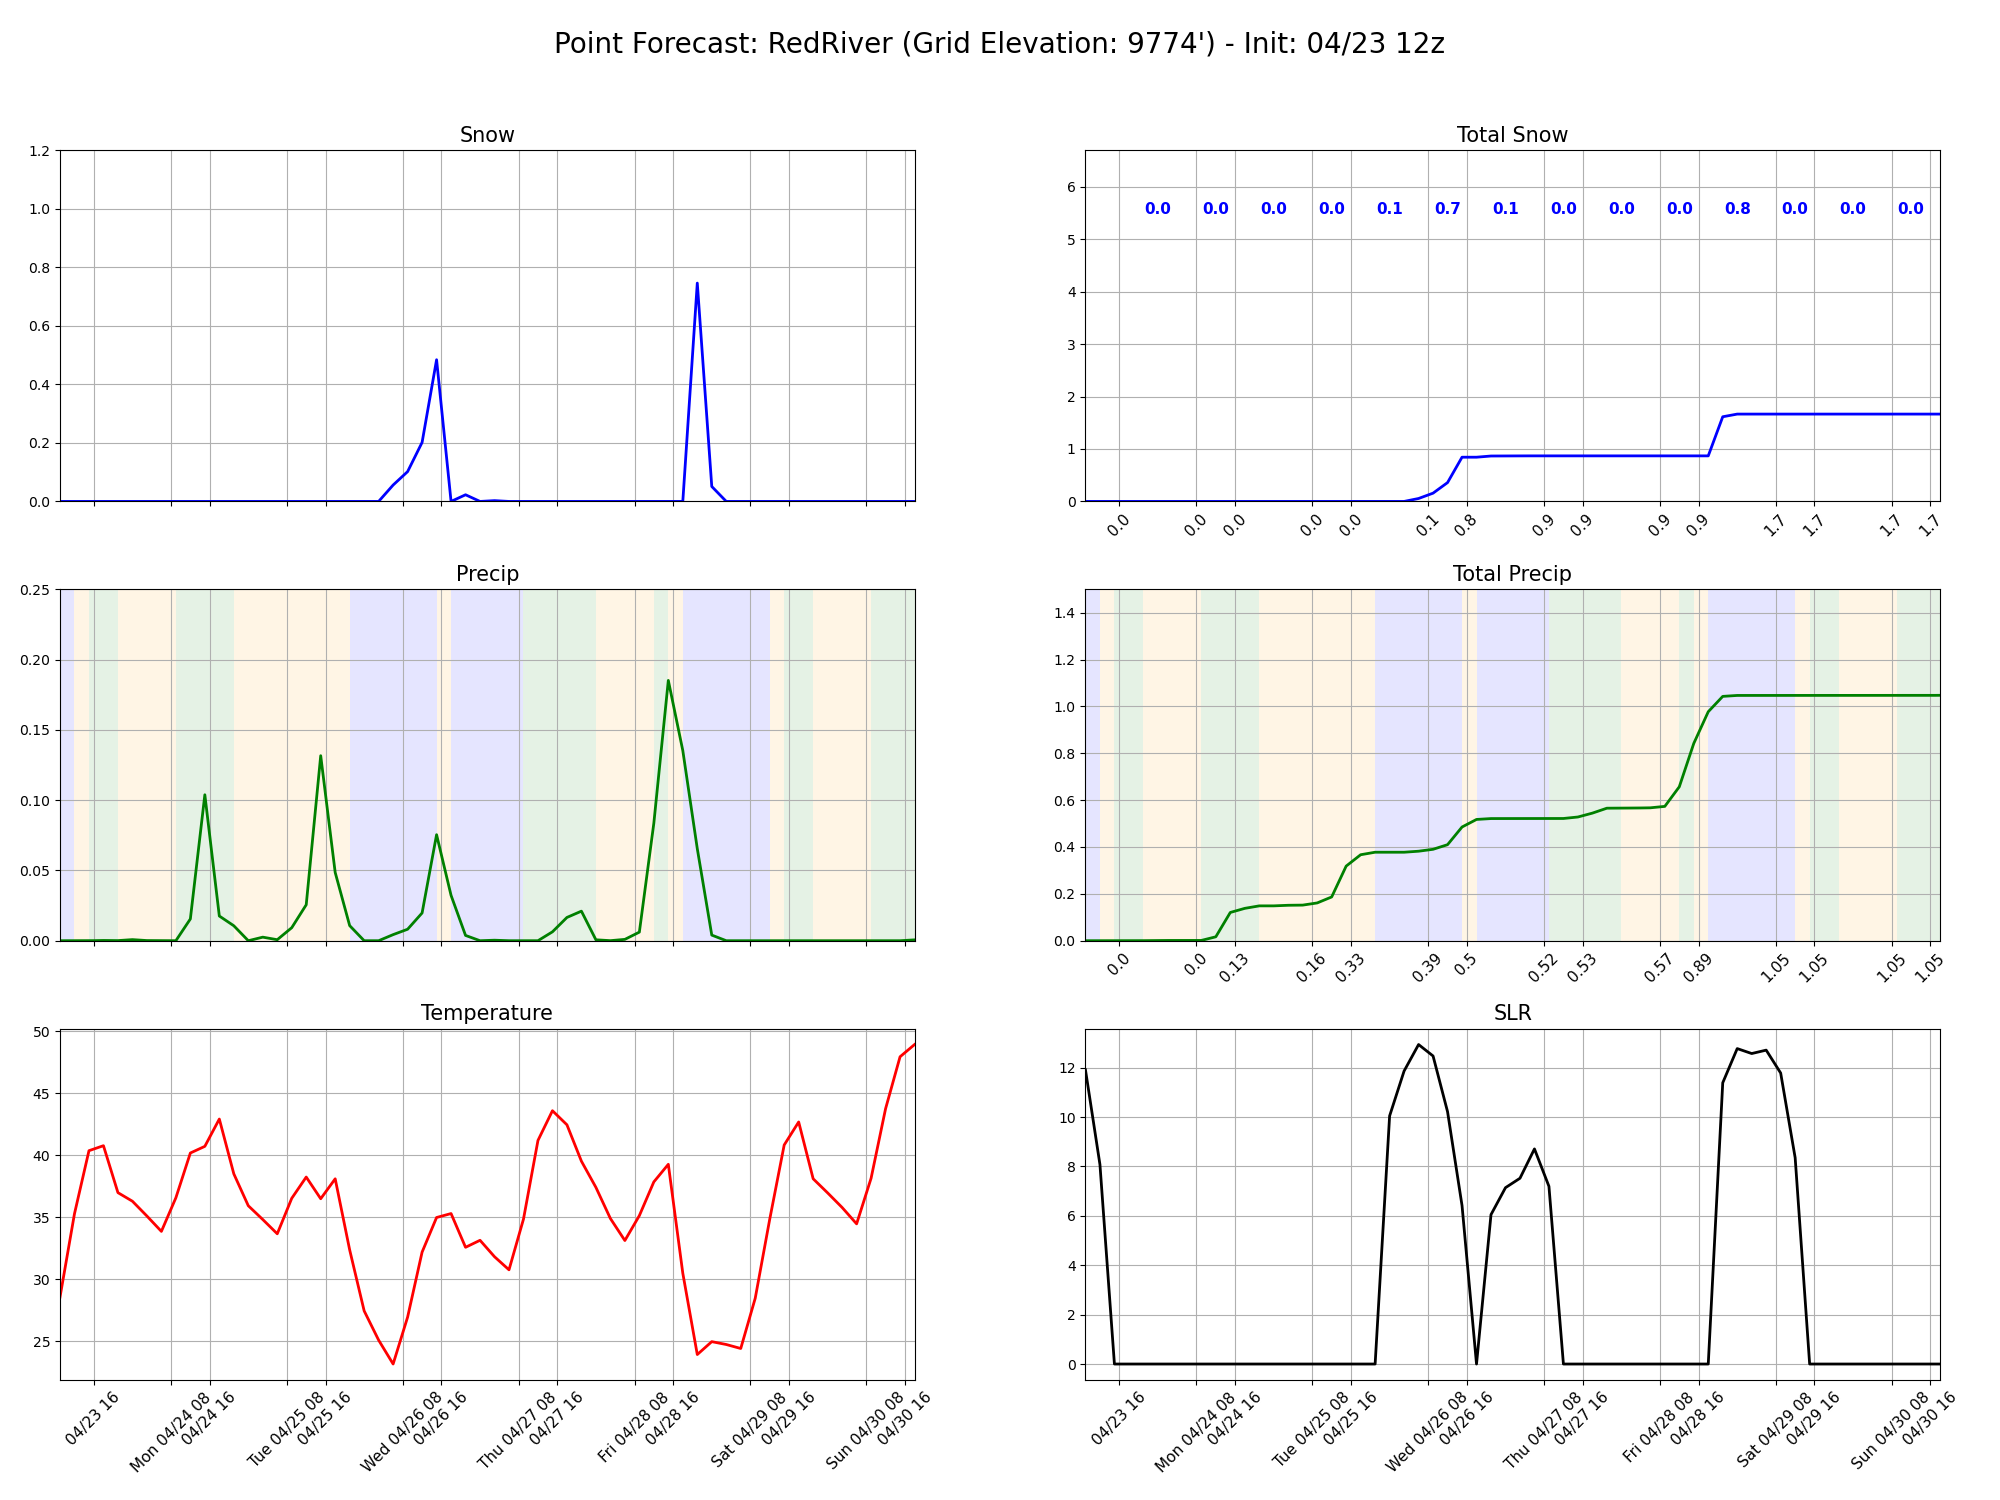 Point Forecast: RedRiver (Grid Elevation: 9774') - Init: 04/23 12z
Snow
1.2
1.0
0.8
0.6
0.4
0.2
0.0
Total Snow
6
5
4
3
2
1
0
0.0 0.0 0.0 0.0 0.1 0.7 0.1 0.0 0.0 0.0 0.8 0.0 0.0 0.0
0.0 0.0 0.0 0.0 0.0 0.1 0.8 0.9 0.9 0.9 0.9 1.7 1.7 1.7 1.7
Precip
0.25
0.20
0.15
0.10
0.05
0.00
Total Precip
1.4
1.2
1.0
0.8
0.6
0.4
0.2
0.0
0.0 0.0 0.13 0.16 0.33 0.39 0.5 0.52 0.53 0.57 0.89 1.05 1.05 1.05 1.05
Temperature
50
45
40
35
30
25
04/23 16
Mon 04/24 08
04/24 16
Tue 04/25 08
04/25 16
Wed 04/26 08
04/26 16
Thu 04/27 08
04/27 16
Fri 04/28 08
04/28 16
Sat 04/29 08
04/29 16
Sun 04/30 08
04/30 16
SLR
12
10
8
6
4
2
0
04/23 16
Mon 04/24 08
04/24 16
Tue 04/25 08
04/25 16
Wed 04/26 08
04/26 16
Thu 04/27 08
04/27 16
Fri 04/28 08
04/28 16
Sat 04/29 08
04/29 16
Sun 04/30 08
04/30 16